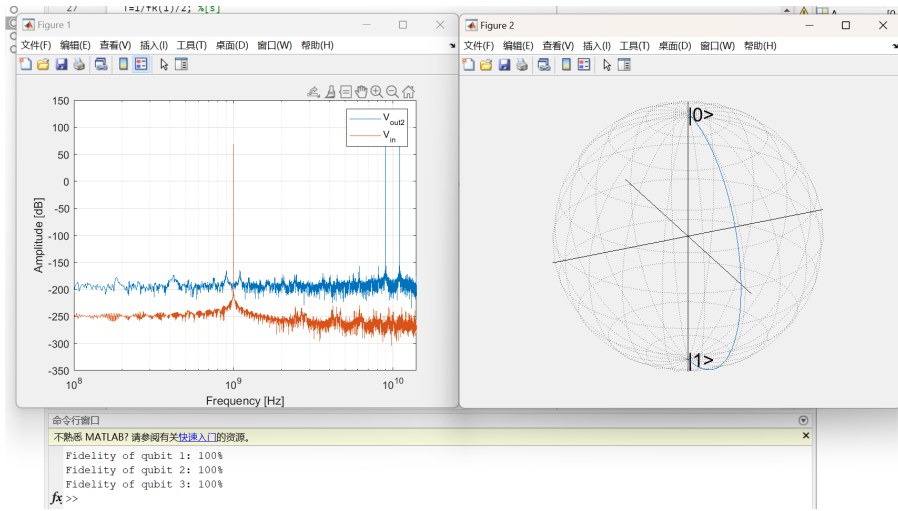 27 T=1/fR(1)/2; %[s]
Figure 1
文件(F) 编辑(E) 查看(V) 插入(I) 工具(T) 桌面(D) 窗口(W) 帮助(H)
150
100
50
0
-50
-100
-150
-200
-250
-300
-350
Amplitude [dB]
V_out2
V_in
10^8
10^9
10^10
Frequency [Hz]
Figure 2
文件(F) 编辑(E) 查看(V) 插入(I) 工具(T) 桌面(D) 窗口(W) 帮助(H)
|0>
|1>
命令行窗口
不熟悉 MATLAB? 请参阅有关快速入门的资源。
Fidelity of qubit 1: 100%
Fidelity of qubit 2: 100%
Fidelity of qubit 3: 100%
fx >>